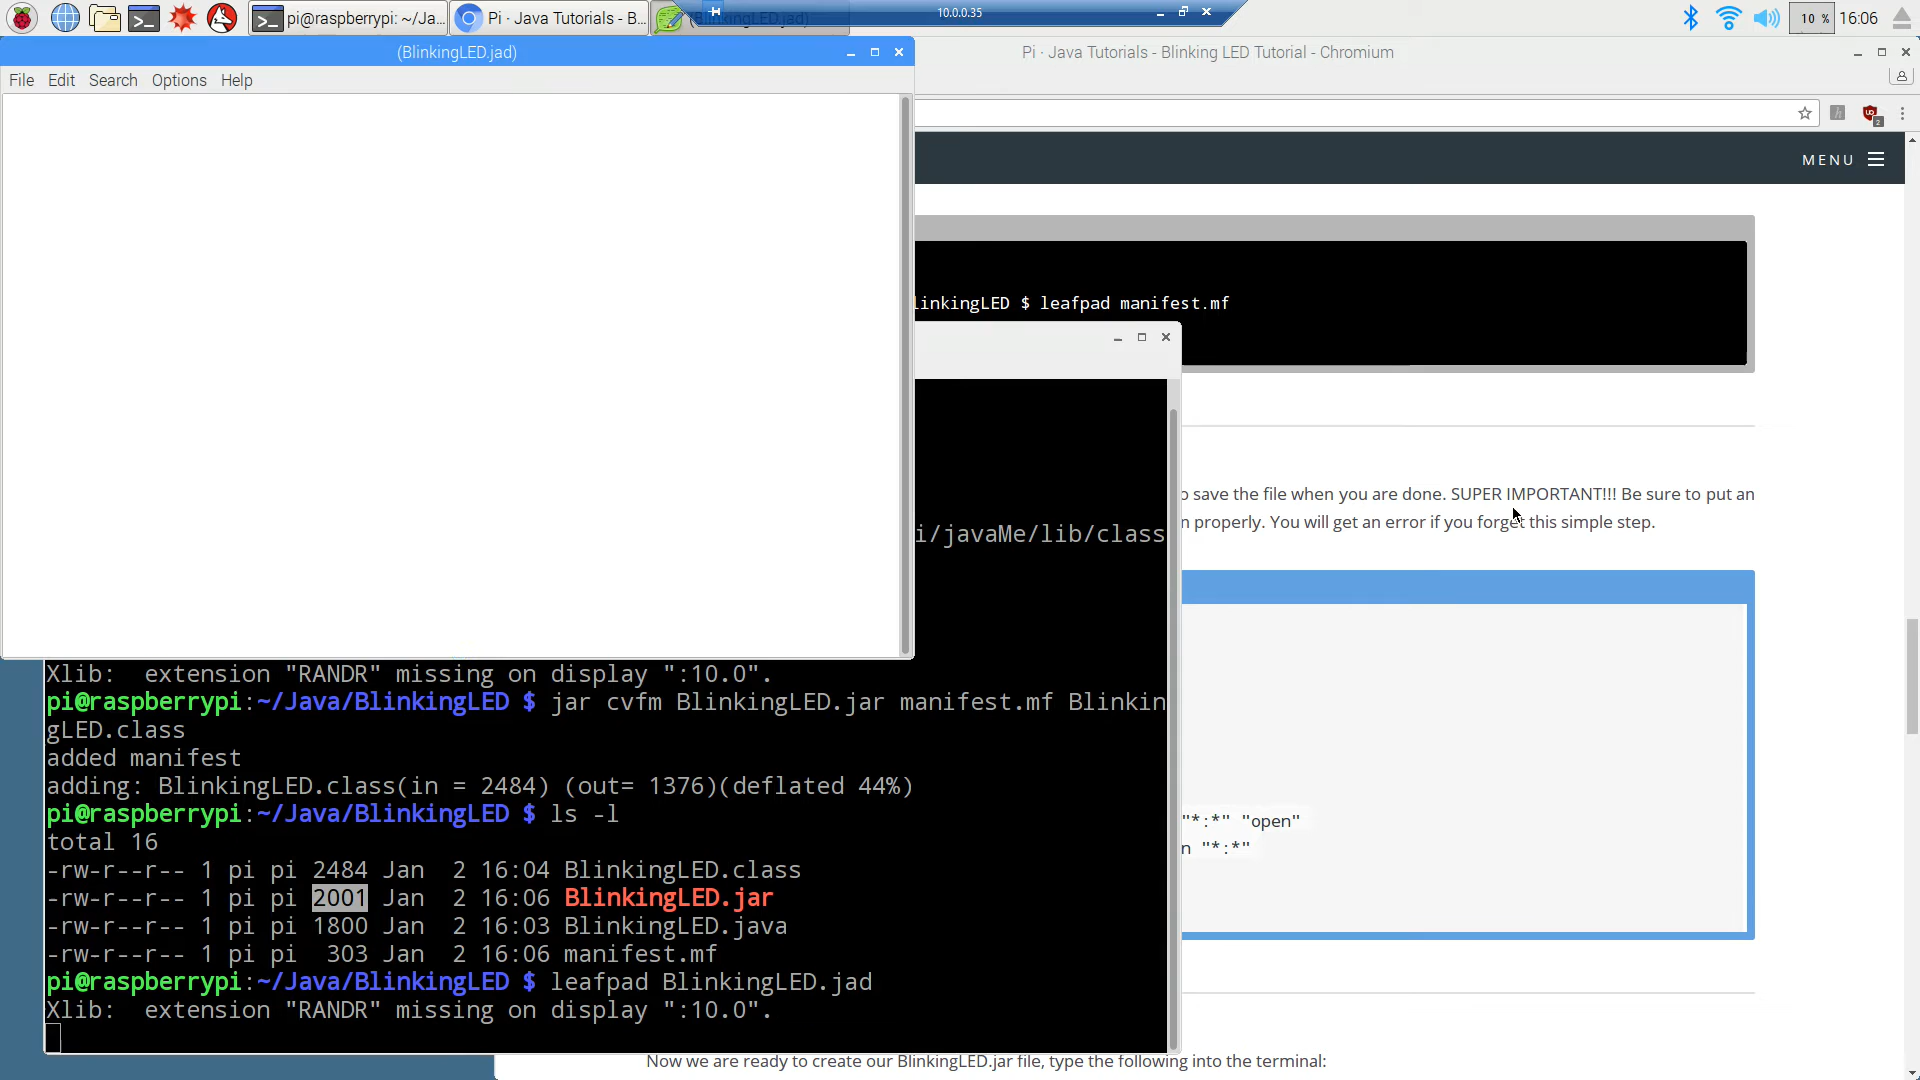 pi@raspberrypi: ~/Ja...
Pi · Java Tutorials - B...
10.0.0.35
10 %
16:06
(BlinkingLED.jad)
File Edit Search Options Help
Pi · Java Tutorials - Blinking LED Tutorial - Chromium
2
MENU
linkingLED $ leafpad manifest.mf
o save the file when you are done. SUPER IMPORTANT!!! Be sure to put an
n properly. You will get an error if you forget this simple step.
i/javaMe/lib/class
"*:*" "open"
n "*:*"
Xlib: extension "RANDR" missing on display ":10.0".
pi@raspberrypi:~/Java/BlinkingLED $ jar cvfm BlinkingLED.jar manifest.mf Blinkin
gLED.class
added manifest
adding: BlinkingLED.class(in = 2484) (out= 1376)(deflated 44%)
pi@raspberrypi:~/Java/BlinkingLED $ ls -l
total 16
-rw-r--r-- 1 pi pi 2484 Jan 2 16:04 BlinkingLED.class
-rw-r--r-- 1 pi pi 2001 Jan 2 16:06 BlinkingLED.jar
-rw-r--r-- 1 pi pi 1800 Jan 2 16:03 BlinkingLED.java
-rw-r--r-- 1 pi pi 303 Jan 2 16:06 manifest.mf
pi@raspberrypi:~/Java/BlinkingLED $ leafpad BlinkingLED.jad
Xlib: extension "RANDR" missing on display ":10.0".
Now we are ready to create our BlinkingLED.jar file, type the following into the terminal: